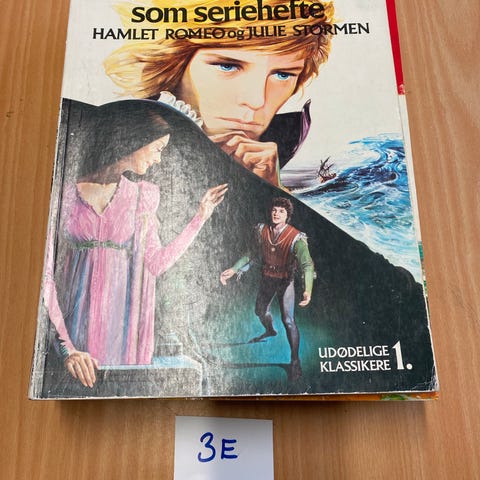 som seriehefte
HAMLET ROMEO og JULIE STORMEN
UDØDELIGE
KLASSIKERE 1.
3E